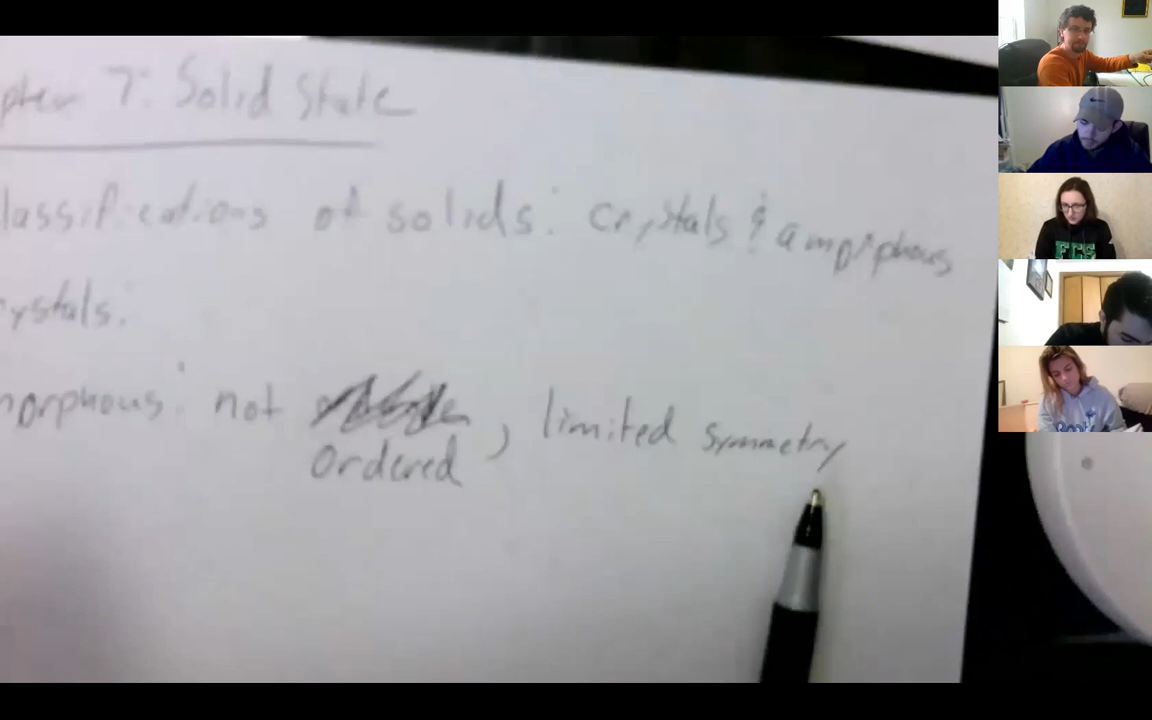 pter 7: Solid State
lassifications of solids: crystals & amorphous
rystals:
morphous: not
Ordered, limited symmetry